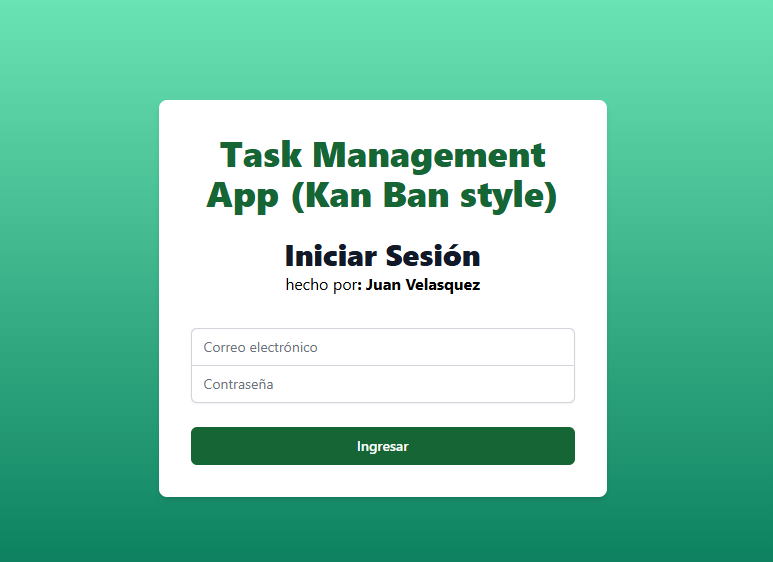 Task Management
App (Kan Ban style)
Iniciar Sesión
hecho por: Juan Velasquez
Correo electrónico
Contraseña
Ingresar